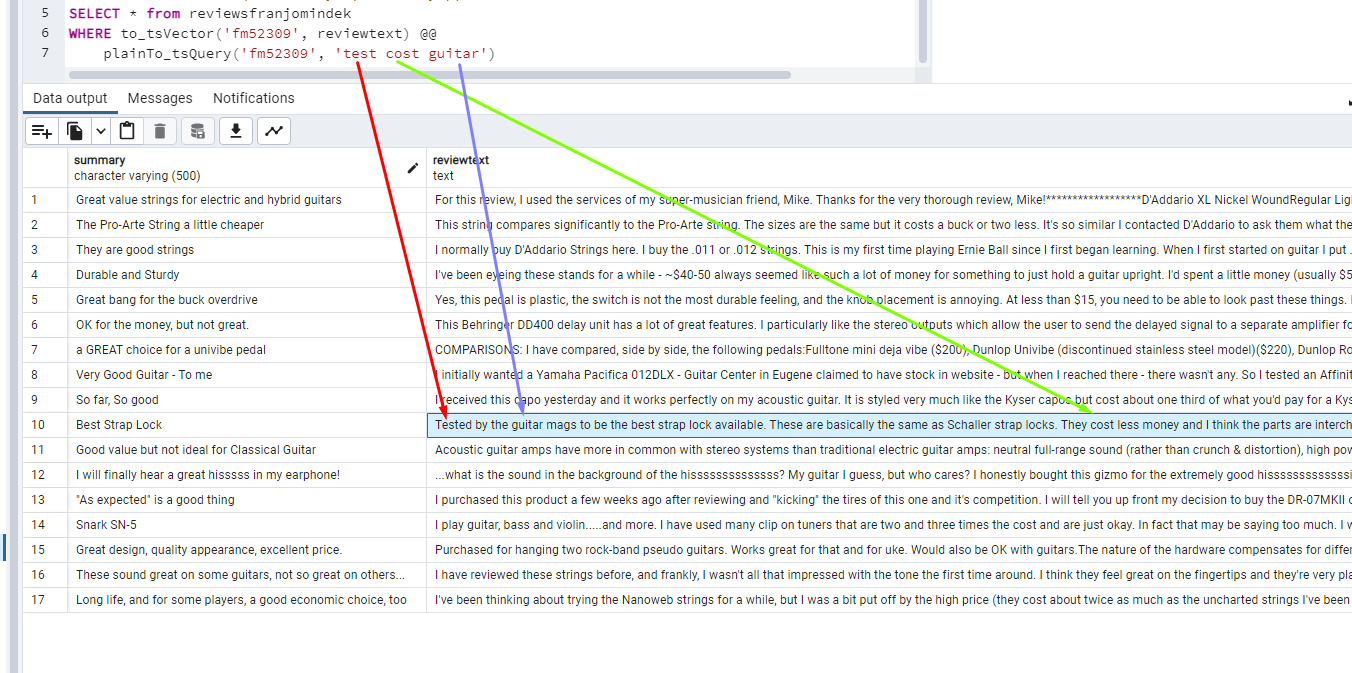 5 SELECT * from reviewsfranjomindek
6 WHERE to_tsVector('fm52309', reviewtext) @@
7 plainTo_tsQuery('fm52309', 'test cost guitar')
Data output Messages Notifications
summary reviewtext
character varying (500) text
1 Great value strings for electric and hybrid guitars For this review, I used the services of my super-musician friend, Mike. Thanks for the very thorough review, Mike!******************D'Addario XL Nickel WoundRegular Lig
2 The Pro-Arte String a little cheaper This string compares significantly to the Pro-Arte string. The sizes are the same but it costs a buck or two less. It's so similar I contacted D'Addario to ask them what the
3 They are good strings I normally buy D'Addario Strings here. I buy the .011 or .012 strings. This is my first time playing Ernie Ball since I first began learning. When I first started on guitar I put .
4 Durable and Sturdy I've been eyeing these stands for a while - ~$40-50 always seemed like such a lot of money for something to just hold a guitar upright. I'd spent a little money (usually $5
5 Great bang for the buck overdrive Yes, this pedal is plastic, the switch is not the most durable feeling, and the knob placement is annoying. At less than $15, you need to be able to look past these things.
6 OK for the money, but not great. This Behringer DD400 delay unit has a lot of great features. I particularly like the stereo outputs which allow the user to send the delayed signal to a separate amplifier fo
7 a GREAT choice for a univibe pedal COMPARISONS: I have compared, side by side, the following pedals:Fulltone mini deja vibe ($200), Dunlop Univibe (discontinued stainless steel model)($220), Dunlop Ro
8 Very Good Guitar - To me I initially wanted a Yamaha Pacifica 012DLX - Guitar Center in Eugene claimed to have stock in website - but when I reached there - there wasn't any. So I tested an Affinit
9 So far, So good I received this capo yesterday and it works perfectly on my acoustic guitar. It is styled very much like the Kyser capos but cost about one third of what you'd pay for a Kys
10 Best Strap Lock Tested by the guitar mags to be the best strap lock available. These are basically the same as Schaller strap locks. They cost less money and I think the parts are interch
11 Good value but not ideal for Classical Guitar Acoustic guitar amps have more in common with stereo systems than traditional electric guitar amps: neutral full-range sound (rather than crunch & distortion), high pow
12 I will finally hear a great hisssss in my earphone! ...what is the sound in the background of the hisssssssssssss? My guitar I guess, but who cares? I honestly bought this gizmo for the extremely good hisssssssssssssi
13 "As expected" is a good thing I purchased this product a few weeks ago after reviewing and "kicking" the tires of this one and it's competition. I will tell you up front my decision to buy the DR-07MKII
14 Snark SN-5 I play guitar, bass and violin.....and more. I have used many clip on tuners that are two and three times the cost and are just okay. In fact that may be saying too much. I
15 Great design, quality appearance, excellent price. Purchased for hanging two rock-band pseudo guitars. Works great for that and for uke. Would also be OK with guitars.The nature of the hardware compensates for differ
16 These sound great on some guitars, not so great on others... I have reviewed these strings before, and frankly, I wasn't all that impressed with the tone the first time around. I think they feel great on the fingertips and they're very pla
17 Long life, and for some players, a good economic choice, too I've been thinking about trying the Nanoweb strings for a while, but I was a bit put off by the high price (they cost about twice as much as the uncharted strings I've been